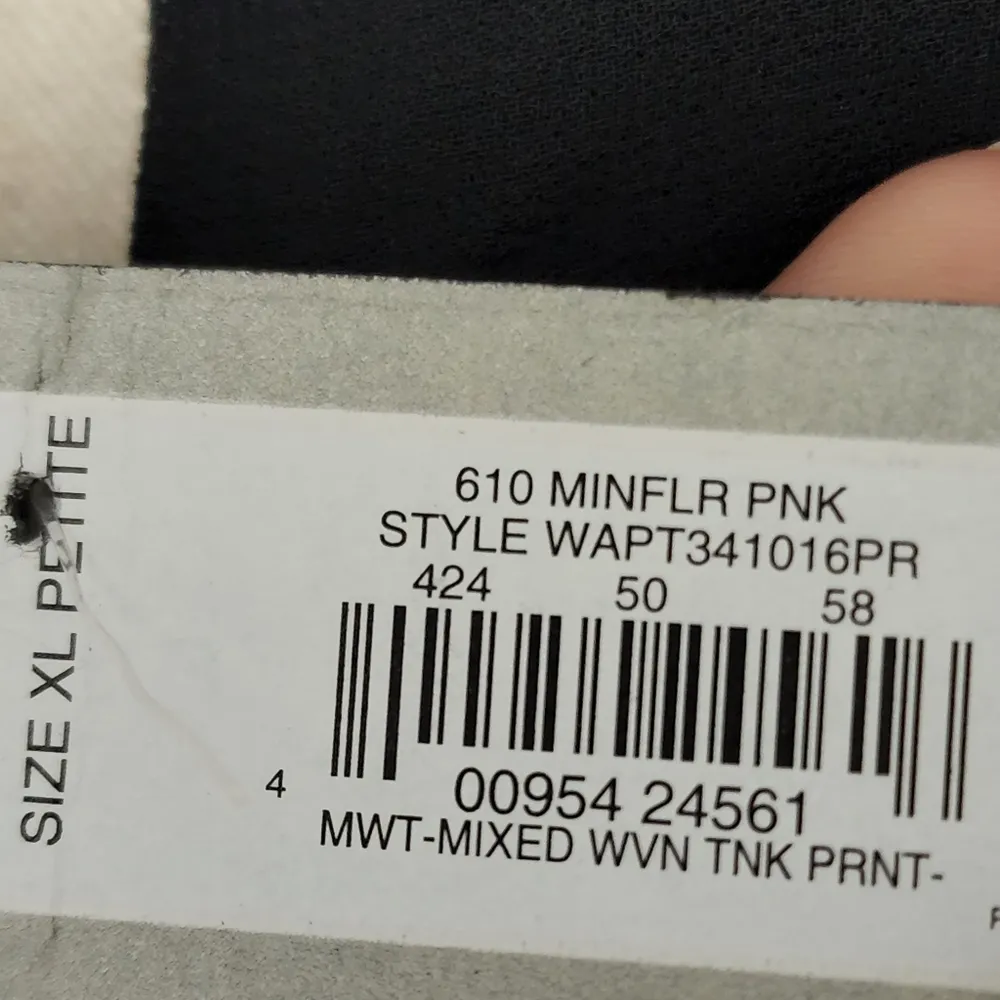 SIZE XL PETITE
610 MINFLR PNK
STYLE WAPT341016PR
424 50 58
4 00954 24561
MWT-MIXED WVN TNK PRNT-